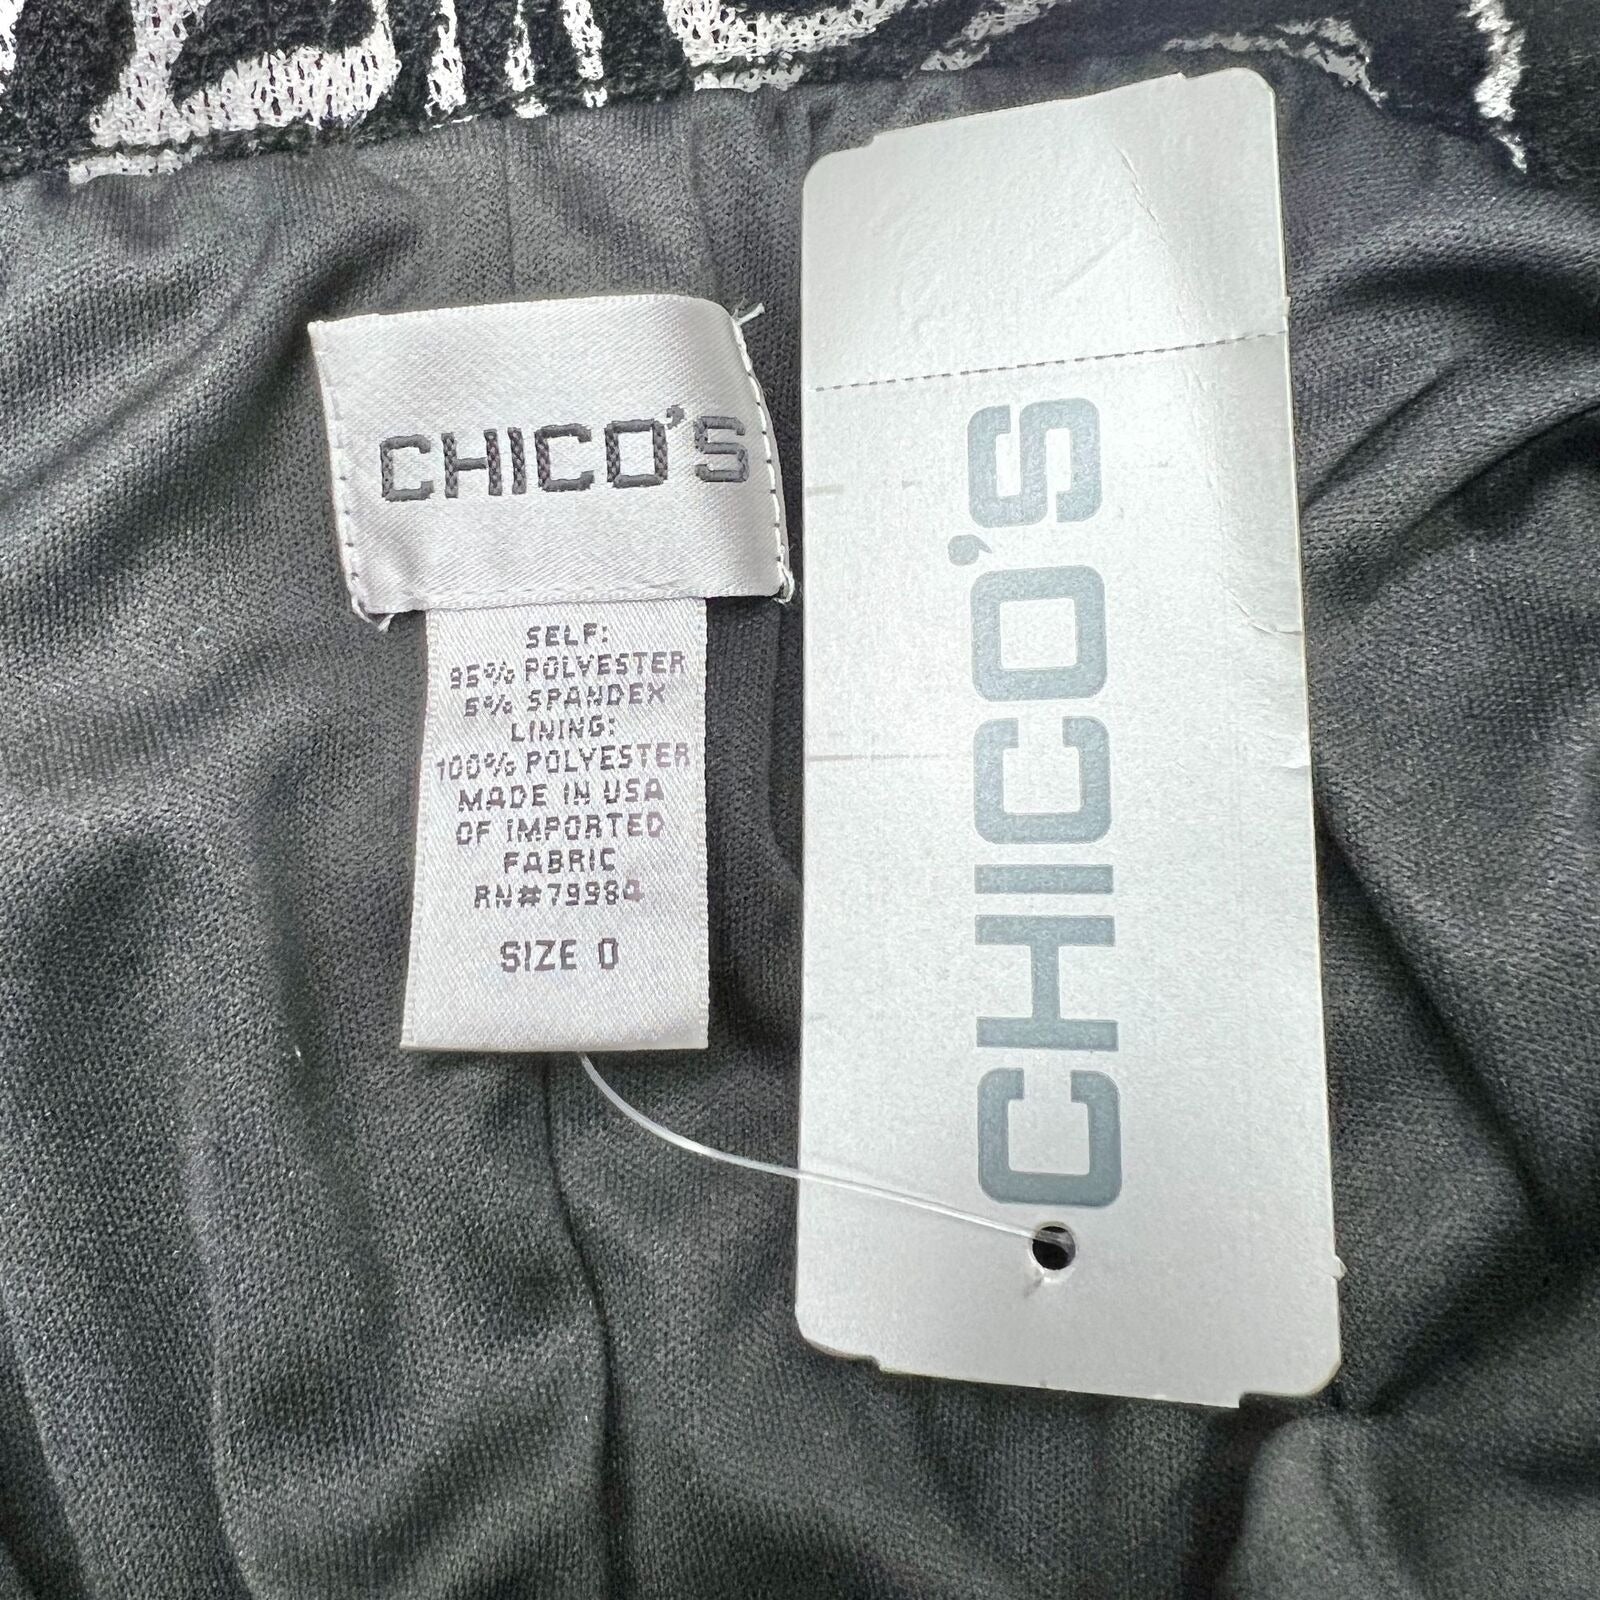 CHICO'S
SELF:
95% POLYESTER
5% SPANDEX
LINING:
100% POLYESTER
MADE IN USA
OF IMPORTED
FABRIC
RN#79984
SIZE 0
CHICO'S